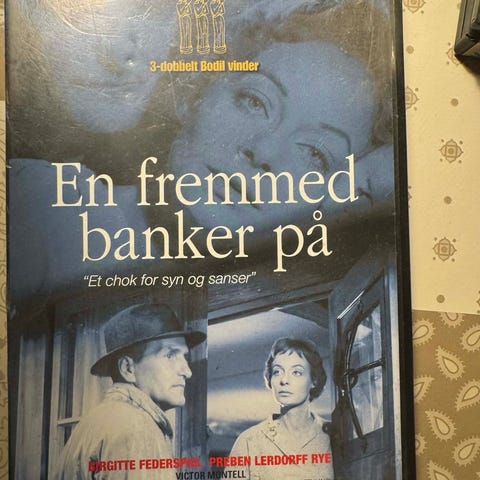 3-dobbelt Bodil vinder
En fremmed
banker på
"Et chok for syn og sanser"
BIRGITTE FEDERSPIEL PREBEN LERDORFF RYE
VICTOR MONTELL